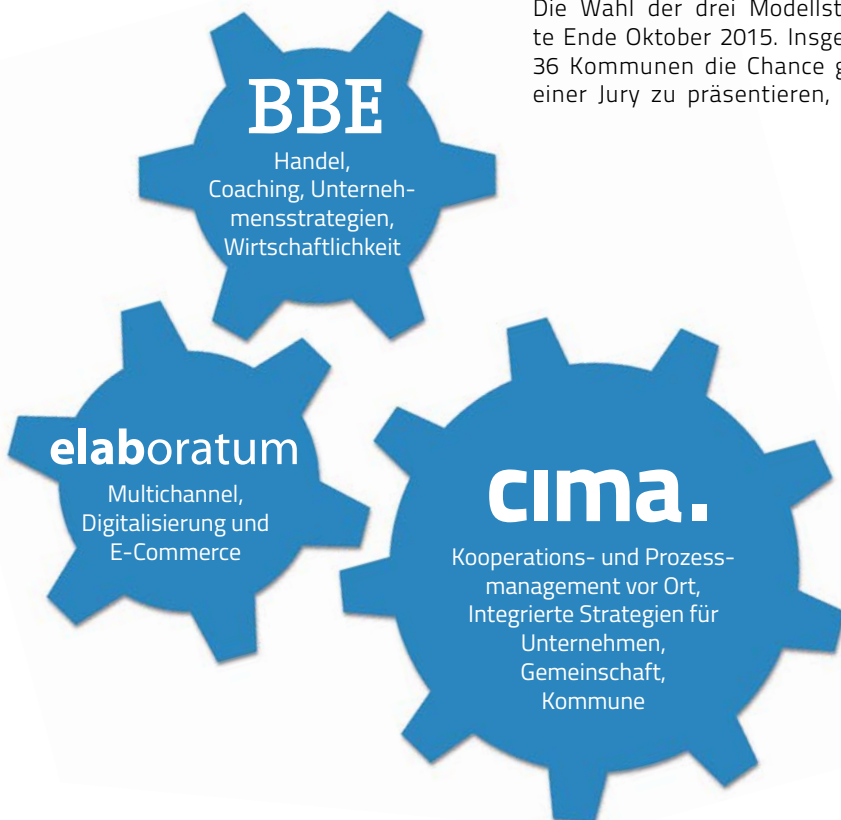 Die Wahl der drei Modellst
te Ende Oktober 2015. Insge
36 Kommunen die Chance g
einer Jury zu präsentieren,
BBE
Handel,
Coaching, Unterneh-
mensstrategien,
Wirtschaftlichkeit
elaboratum
Multichannel,
Digitalisierung und
E-Commerce
cima.
Kooperations- und Prozess-
management vor Ort,
Integrierte Strategien für
Unternehmen,
Gemeinschaft,
Kommune